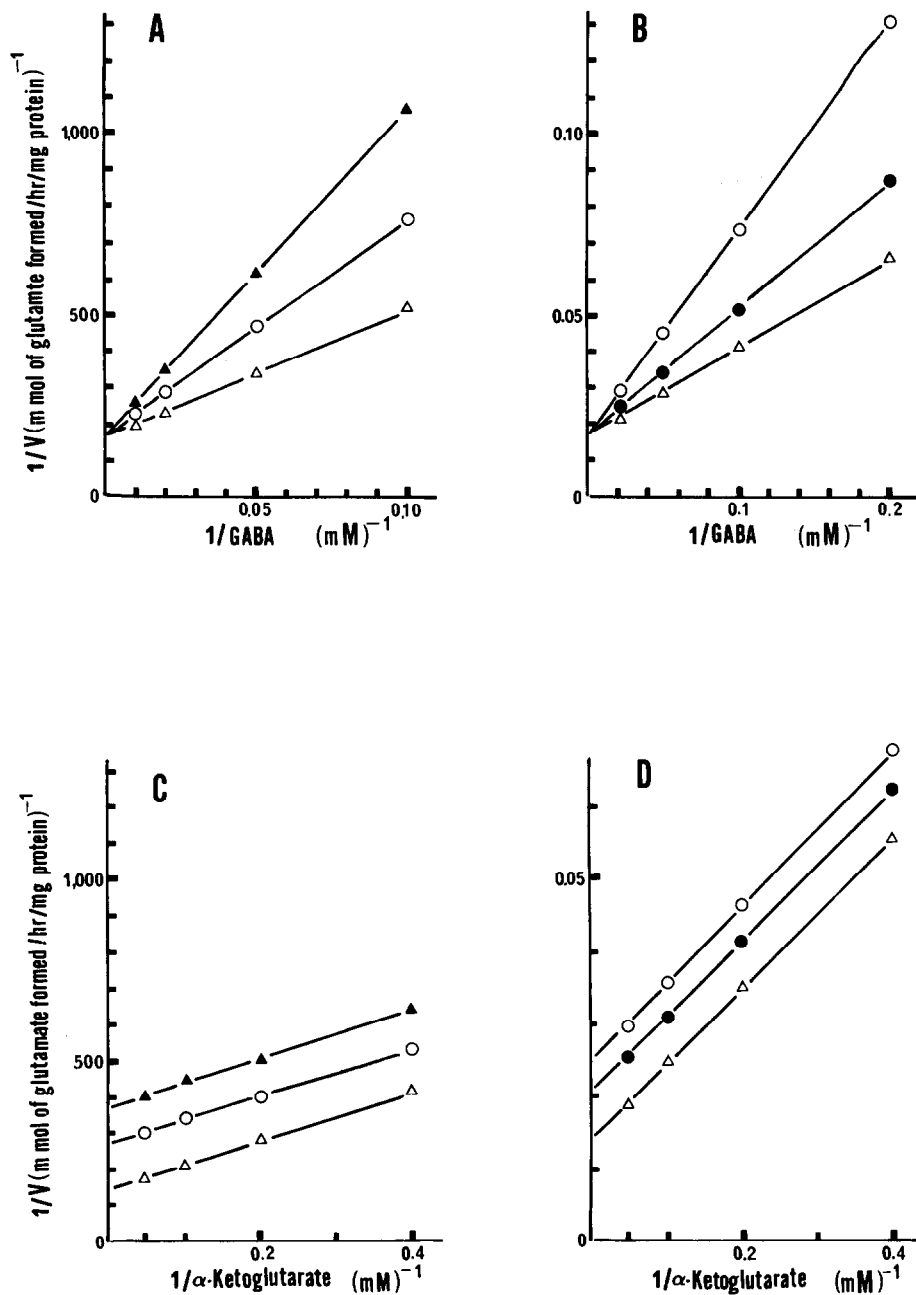 A
1/V (m mol of glutamte formed/hr/mg protein)⁻¹
1,000
500
0
0.05
0.10
1/GABA (mM)⁻¹
B
0.10
0.05
0
0.1
0.2
1/GABA (mM)⁻¹
C
1/V (m mol of glutamate formed/hr/mg protein)⁻¹
1,000
500
0
0.2
0.4
1/α-Ketoglutarate (mM)⁻¹
D
0.05
0
0.2
0.4
1/α-Ketoglutarate (mM)⁻¹